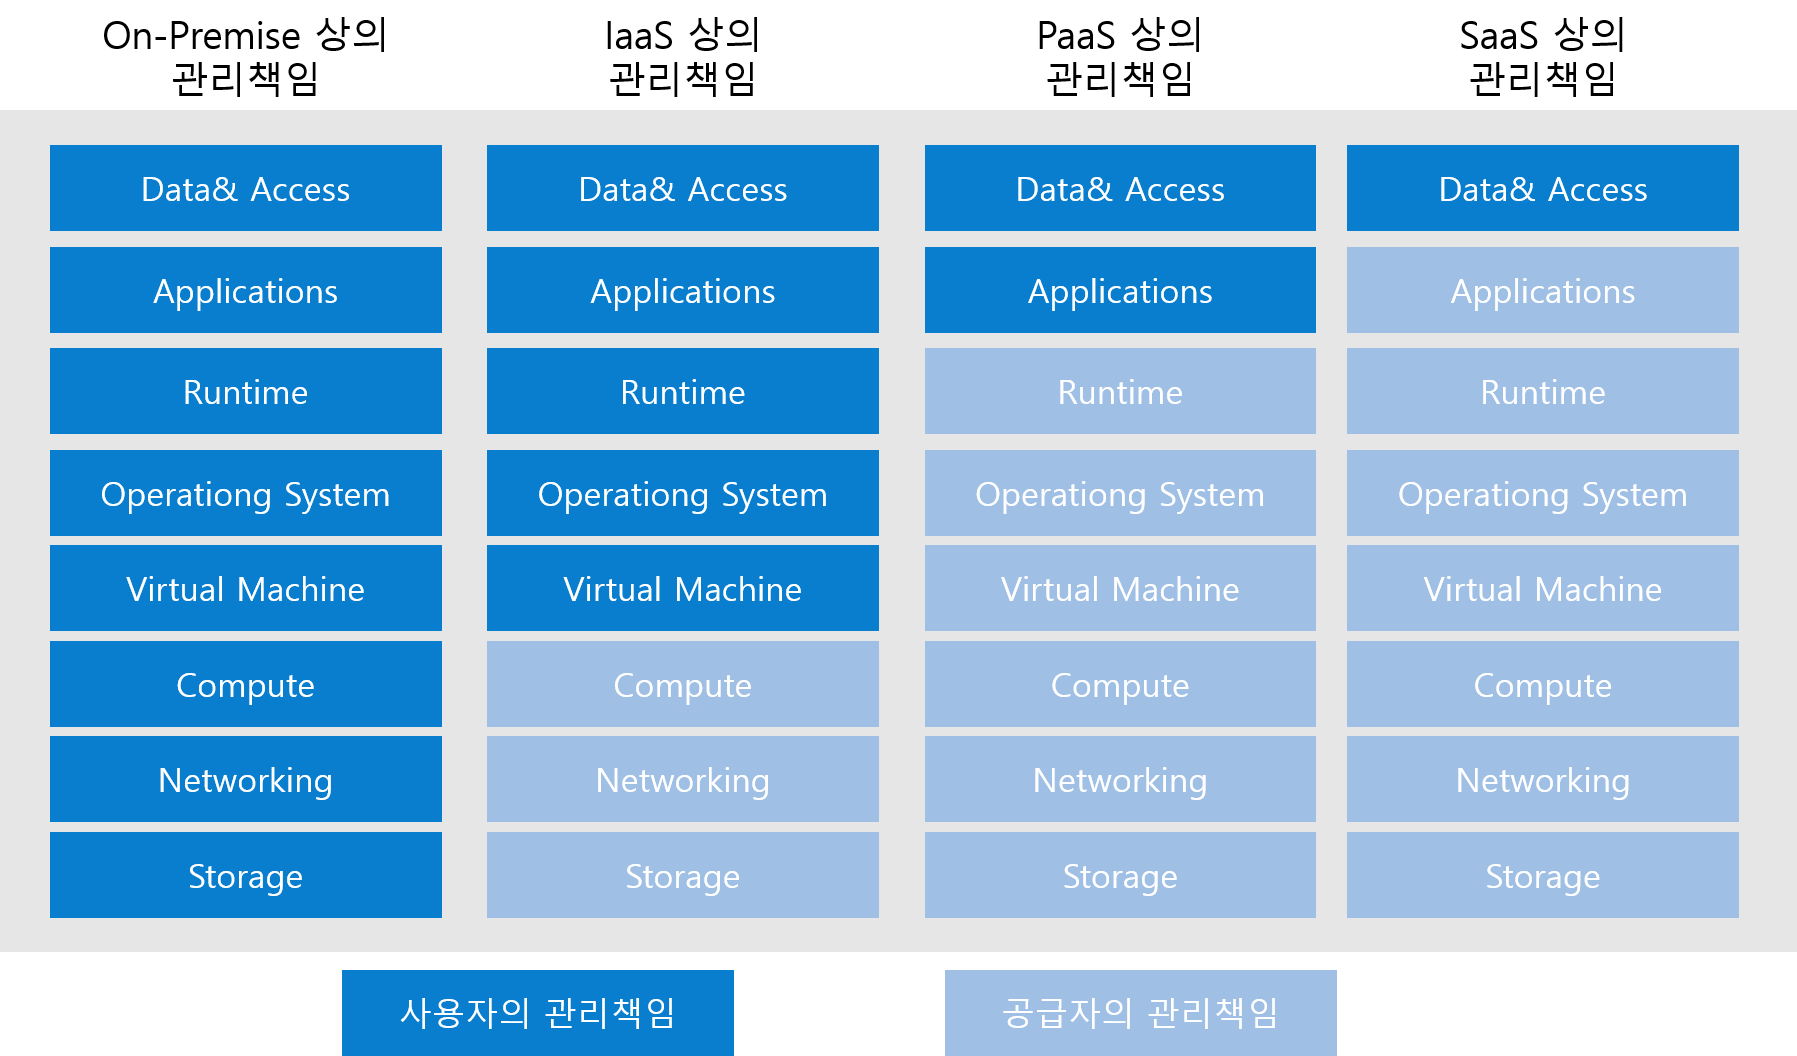 On-Premise 상의
관리책임
IaaS 상의
관리책임
PaaS 상의
관리책임
SaaS 상의
관리책임
Data& Access
Data& Access
Data& Access
Data& Access
Applications
Applications
Applications
Applications
Runtime
Runtime
Runtime
Runtime
Operationg System
Operationg System
Operationg System
Operationg System
Virtual Machine
Virtual Machine
Virtual Machine
Virtual Machine
Compute
Compute
Compute
Compute
Networking
Networking
Networking
Networking
Storage
Storage
Storage
Storage
사용자의 관리책임
공급자의 관리책임